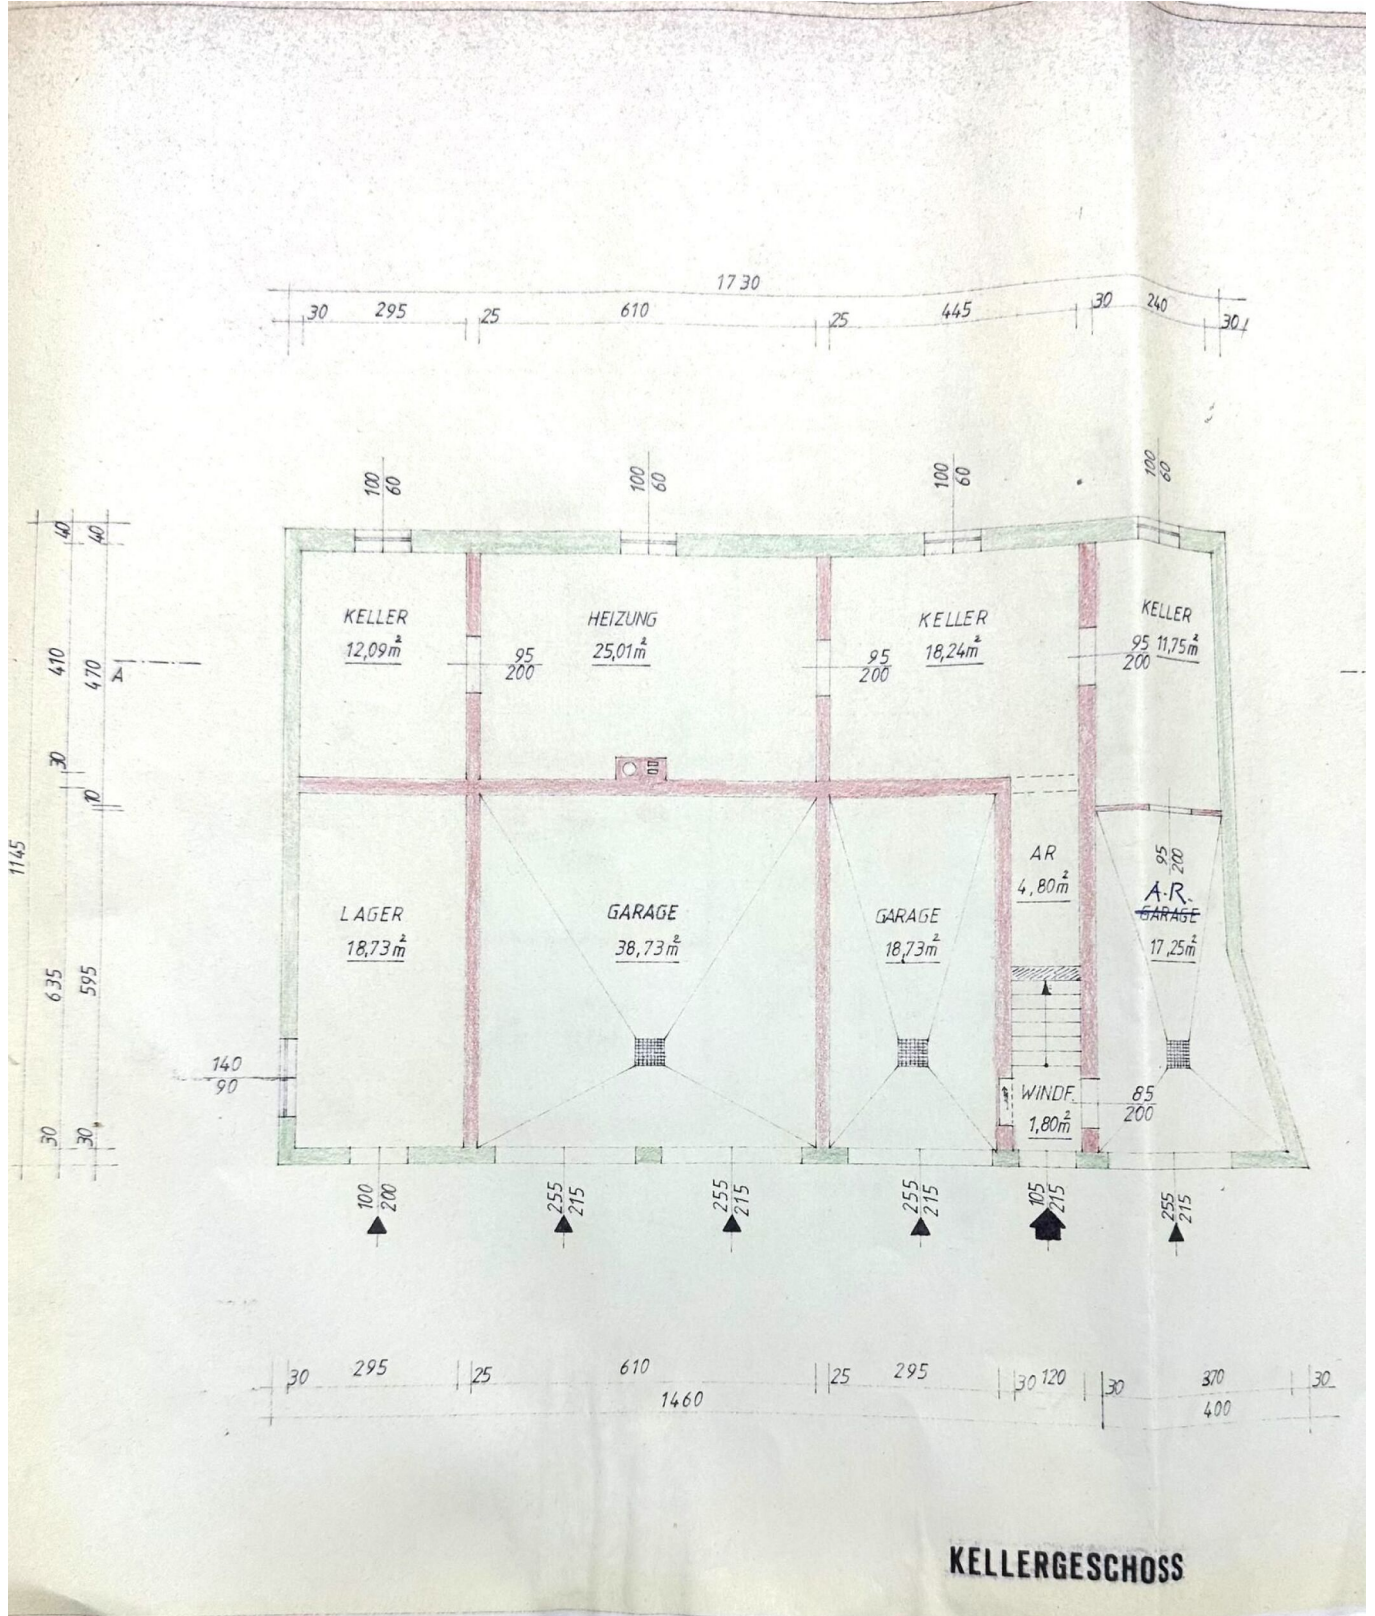 1730
30 295 25 610 25 445 30 240 30
100
60
100
60
100
60
100
60
40 40
410 470
30 10
1145
635 595
30 30
A
KELLER
12,09m²
HEIZUNG
25,01m²
KELLER
18,24m²
KELLER
11,75m²
95
200
95
200
95
200
LAGER
18,73m²
GARAGE
38,73m²
GARAGE
18,73m²
AR
4,80m²
95
200
A.R.
GARAGE
17,25m²
140
90
WINDF.
1,80m²
85
200
100
200
255
215
255
215
255
215
105
215
255
215
30 295 25 610 25 295 30 120 30 370 30
1460 400
KELLERGESCHOSS